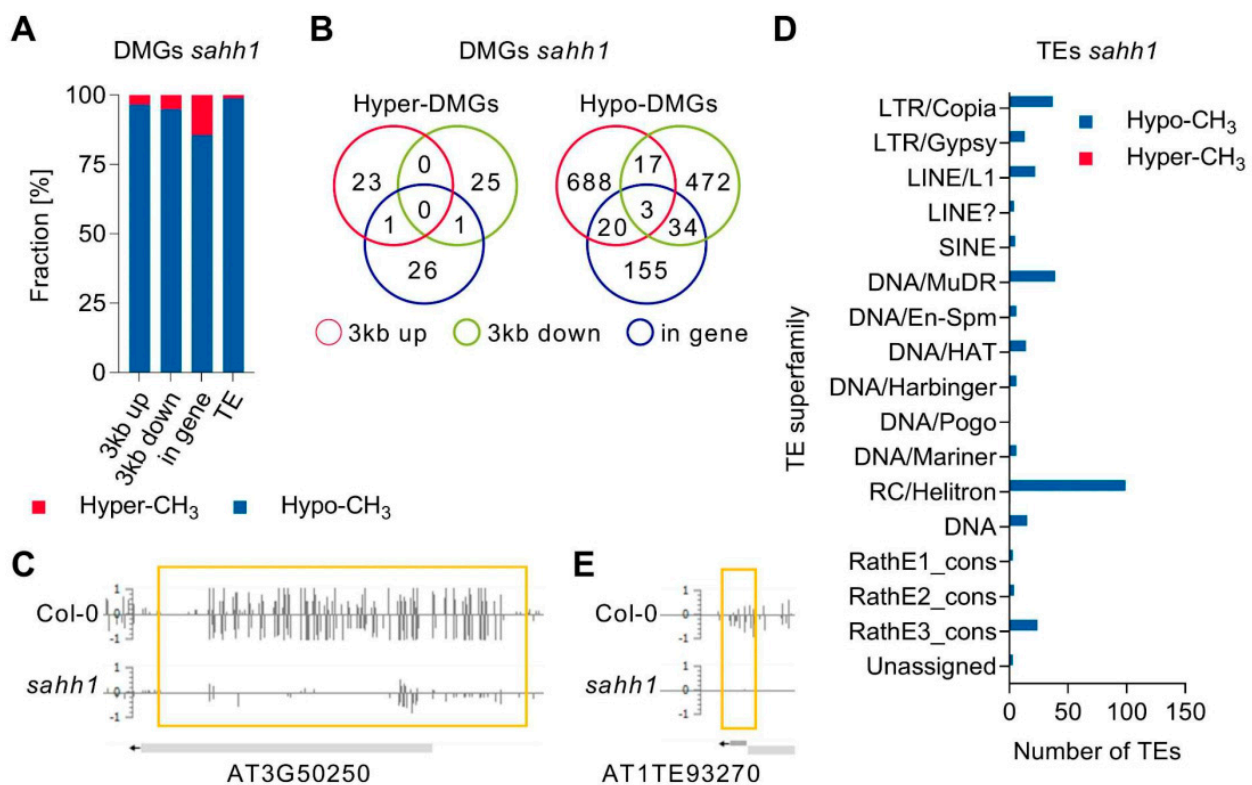 A
DMGs sahh1
100
75
50
25
0
Fraction [%]
3kb up
3kb down
in gene
TE
Hyper-CH3
Hypo-CH3
B
DMGs sahh1
Hyper-DMGs
Hypo-DMGs
0
23
25
0
1
1
26
17
688
472
3
20
34
155
3kb up
3kb down
in gene
C
Col-0
1
0
-1
sahh1
1
0
-1
AT3G50250
E
Col-0
1
0
-1
sahh1
1
0
-1
AT1TE93270
D
TEs sahh1
Hypo-CH3
Hyper-CH3
TE superfamily
LTR/Copia
LTR/Gypsy
LINE/L1
LINE?
SINE
DNA/MuDR
DNA/En-Spm
DNA/HAT
DNA/Harbinger
DNA/Pogo
DNA/Mariner
RC/Helitron
DNA
RathE1_cons
RathE2_cons
RathE3_cons
Unassigned
0 50 100 150
Number of TEs